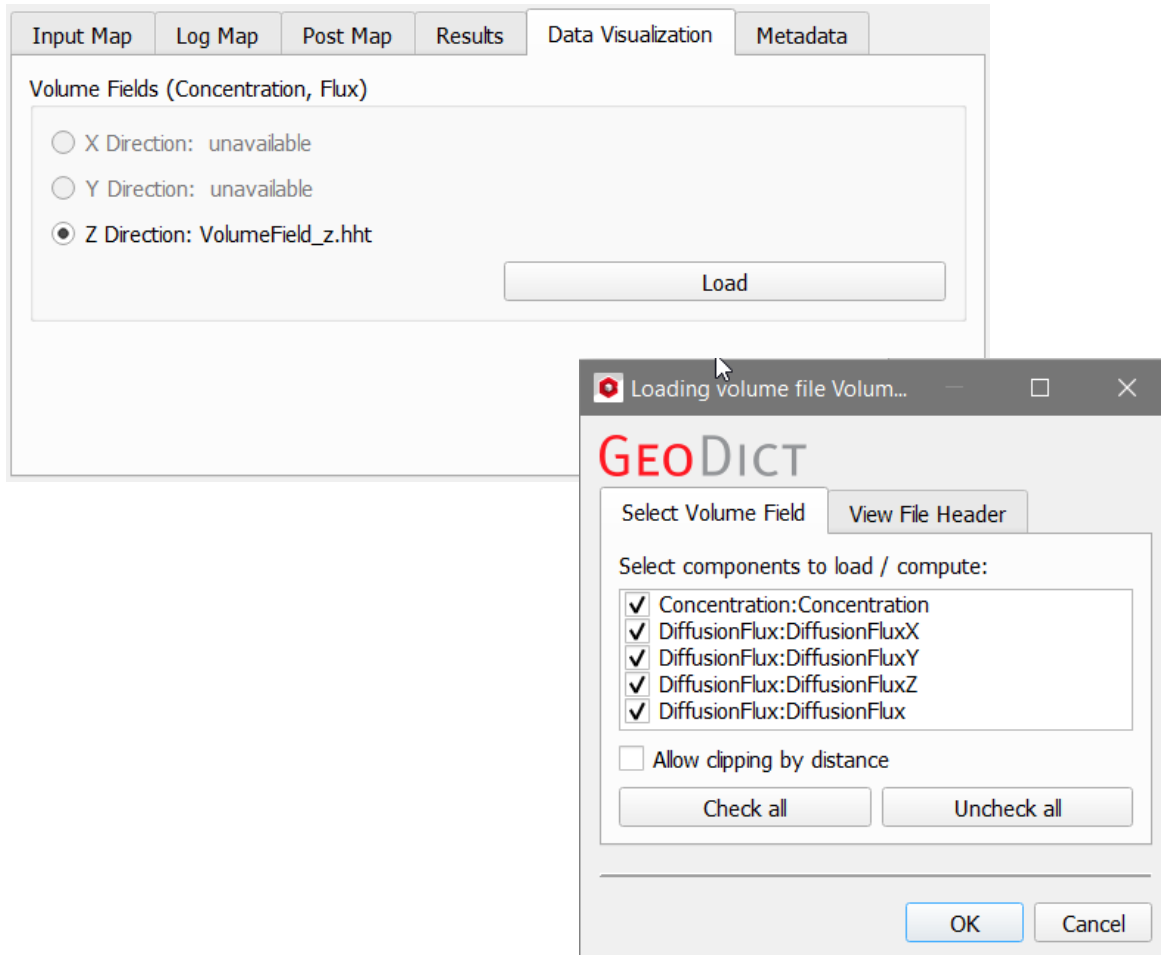 Input Map Log Map Post Map Results Data Visualization Metadata
Volume Fields (Concentration, Flux)
X Direction: unavailable
Y Direction: unavailable
Z Direction: VolumeField_z.hht
Load
Loading volume file Volum...
GEODICT
Select Volume Field View File Header
Select components to load / compute:
Concentration:Concentration
DiffusionFlux:DiffusionFluxX
DiffusionFlux:DiffusionFluxY
DiffusionFlux:DiffusionFluxZ
DiffusionFlux:DiffusionFlux
Allow clipping by distance
Check all Uncheck all
OK Cancel